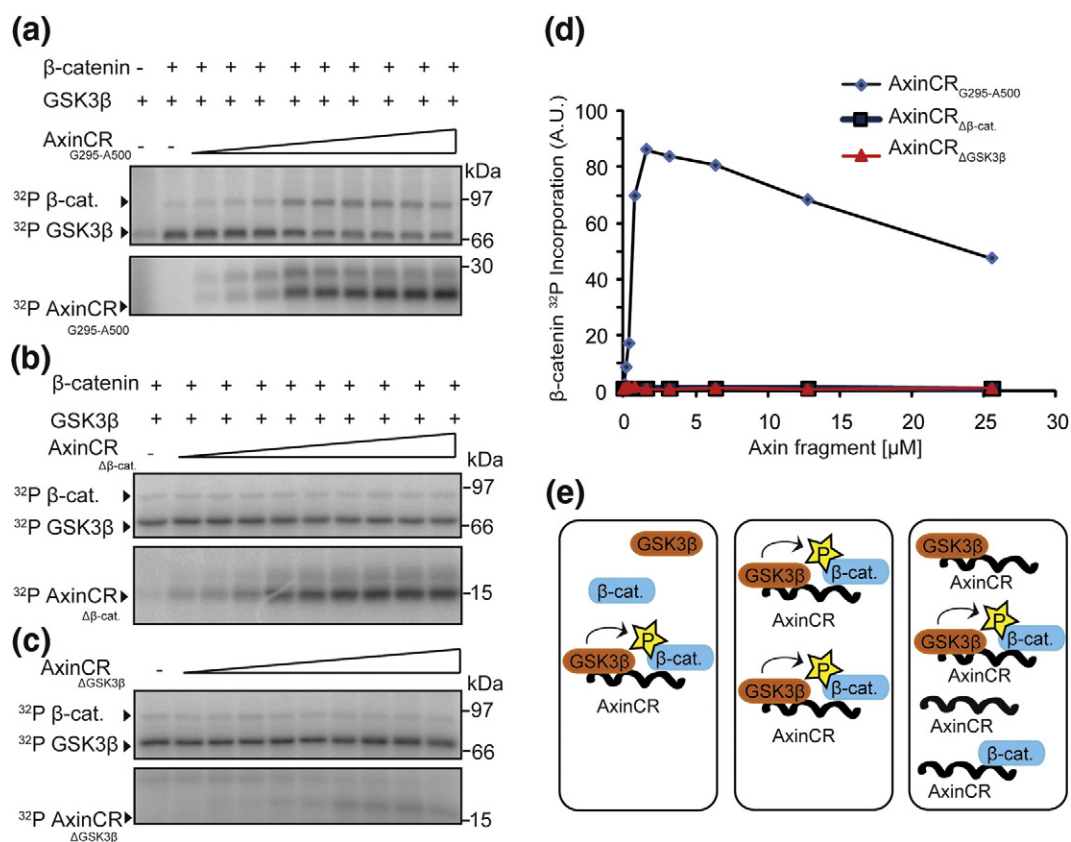 (a)
β-catenin - + + + + + + + + + +
GSK3β + + + + + + + + + + +
AxinCR G295-A500 - -
kDa
³²P β-cat. -97
³²P GSK3β -66
-30
³²P AxinCR G295-A500
(b)
β-catenin + + + + + + + + + +
GSK3β + + + + + + + + + +
AxinCR Δβ-cat. -
kDa
³²P β-cat. -97
³²P GSK3β -66
³²P AxinCR Δβ-cat. -15
(c)
AxinCR ΔGSK3β -
kDa
³²P β-cat. -97
³²P GSK3β -66
³²P AxinCR ΔGSK3β -15
(d)
AxinCR G295-A500
AxinCR Δβ-cat.
AxinCR ΔGSK3β
β-catenin ³²P Incorporation (A.U.)
100
80
60
40
20
0
0 5 10 15 20 25 30
Axin fragment [µM]
(e)
GSK3β
β-cat.
P
GSK3β β-cat.
AxinCR
P
GSK3β β-cat.
AxinCR
P
GSK3β β-cat.
AxinCR
GSK3β
AxinCR
P
GSK3β β-cat.
AxinCR
AxinCR
β-cat.
AxinCR